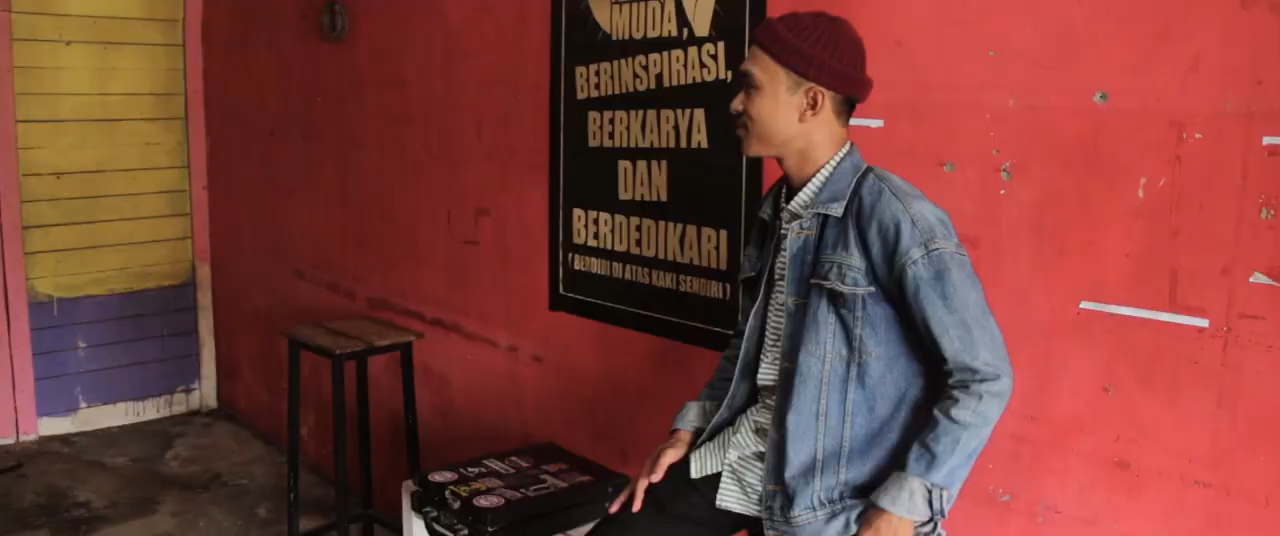 MUDA,
BERINSPIRASI,
BERKARYA
DAN
BERDEDIKARI
( BERDIRI DI ATAS KAKI SENDIRI )